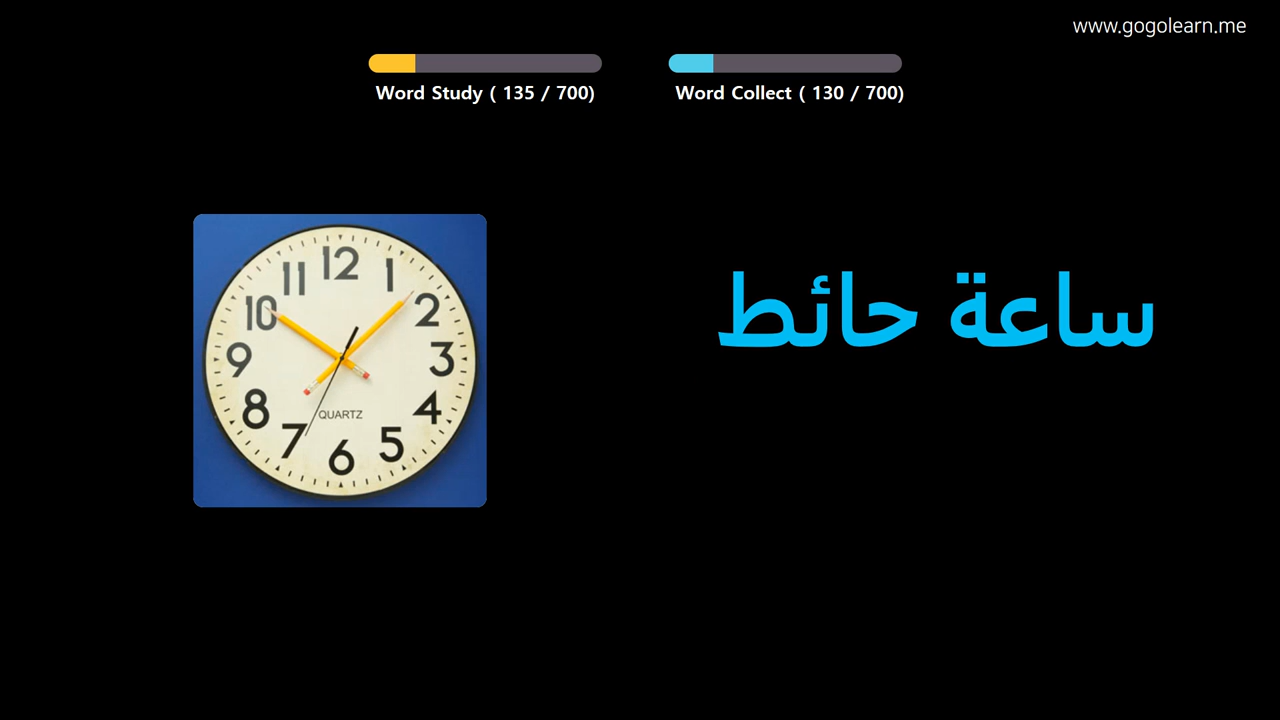 www.gogolearn.me
Word Study ( 135 / 700)
Word Collect ( 130 / 700)
ساعة حائط
12
1
2
3
4
5
6
7
8
9
10
11
QUARTZ